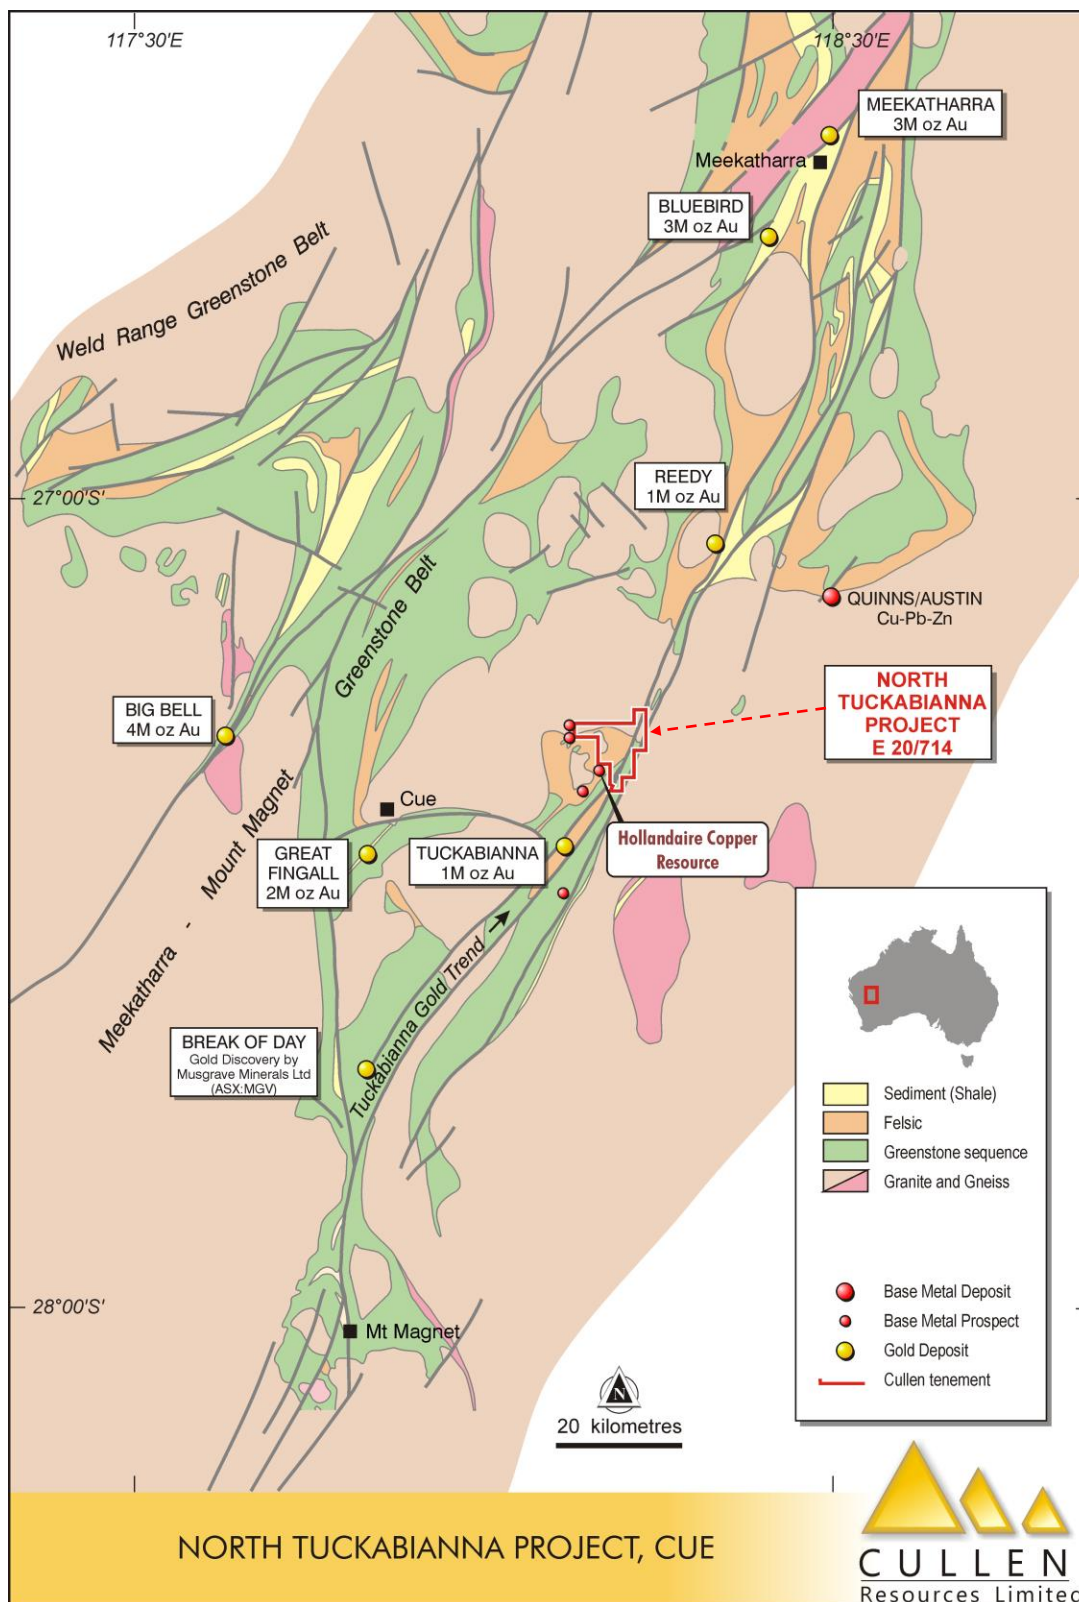 117°30'E
118°30'E
MEEKATHARRA
3M oz Au
Meekatharra
BLUEBIRD
3M oz Au
Weld Range Greenstone Belt
REEDY
1M oz Au
27°00'S'
QUINNS/AUSTIN
Cu-Pb-Zn
Meekatharra - Mount Magnet Greenstone Belt
NORTH
TUCKABIANNA
PROJECT
E 20/714
BIG BELL
4M oz Au
Cue
Hollandaire Copper
Resource
GREAT
FINGALL
2M oz Au
TUCKABIANNA
1M oz Au
Tuckabianna Gold Trend
BREAK OF DAY
Gold Discovery by
Musgrave Minerals Ltd
(ASX:MGV)
Sediment (Shale)
Felsic
Greenstone sequence
Granite and Gneiss
Base Metal Deposit
Base Metal Prospect
Gold Deposit
Cullen tenement
28°00'S'
Mt Magnet
N
20 kilometres
NORTH TUCKABIANNA PROJECT, CUE
CULLEN
Resources Limited